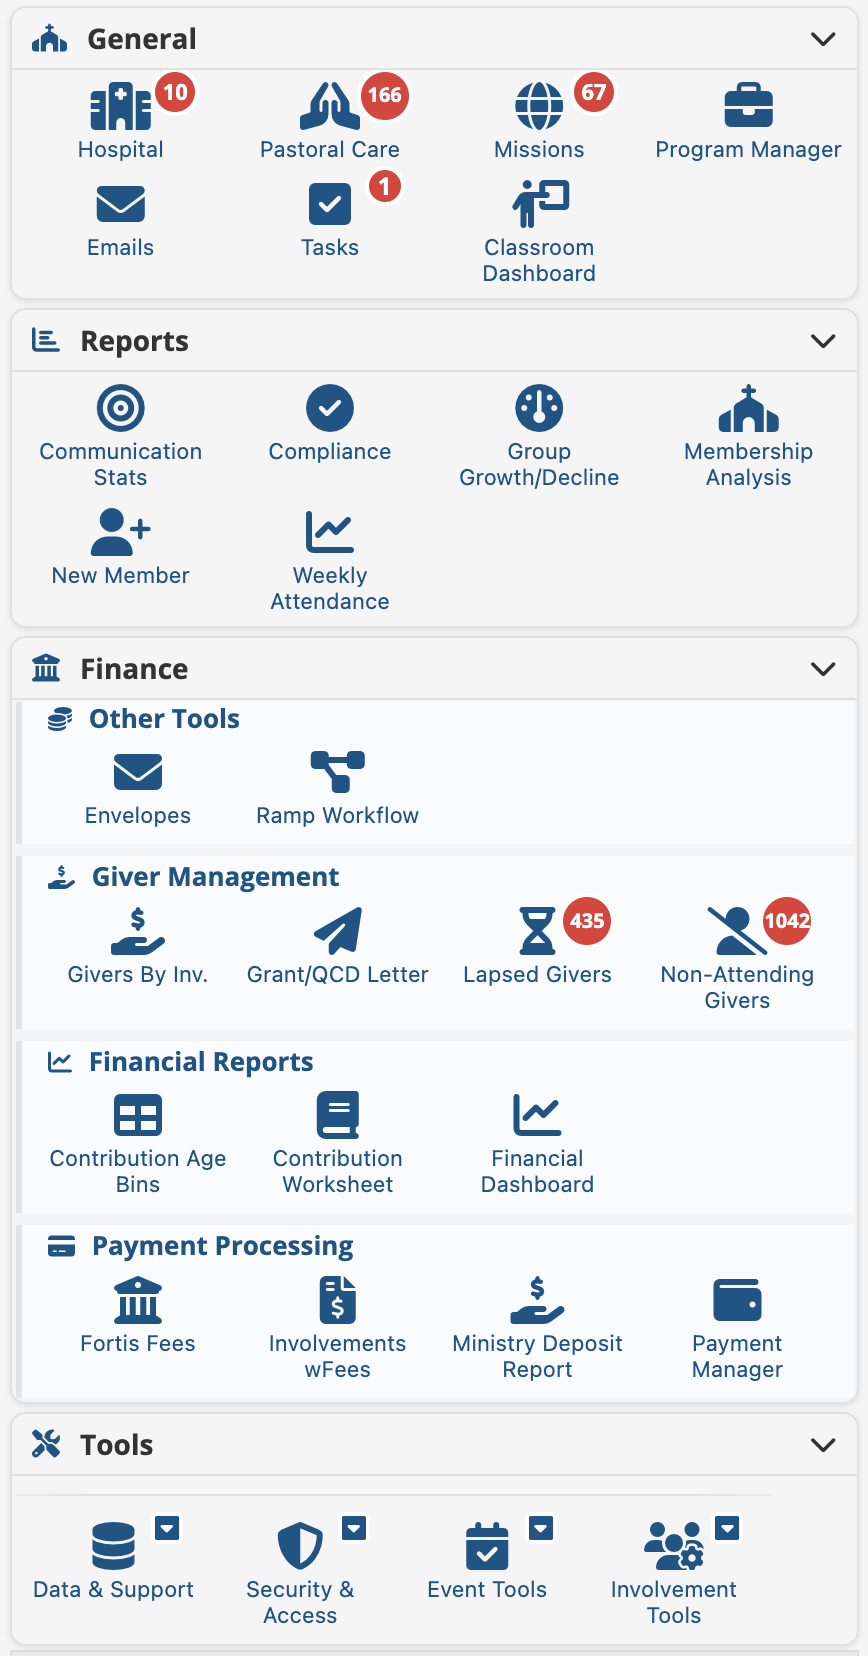 General
10
166
67
Hospital
Pastoral Care
Missions
Program Manager
1
Emails
Tasks
Classroom
Dashboard
Reports
Communication
Stats
Compliance
Group
Growth/Decline
Membership
Analysis
New Member
Weekly
Attendance
Finance
Other Tools
Envelopes
Ramp Workflow
Giver Management
435
1042
Givers By Inv.
Grant/QCD Letter
Lapsed Givers
Non-Attending
Givers
Financial Reports
Contribution Age
Bins
Contribution
Worksheet
Financial
Dashboard
Payment Processing
Fortis Fees
Involvements
wFees
Ministry Deposit
Report
Payment
Manager
Tools
Data & Support
Security &
Access
Event Tools
Involvement
Tools